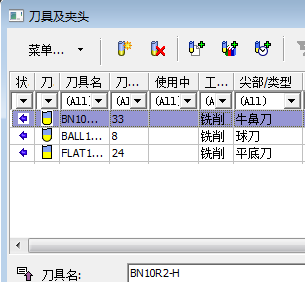 刀具及夹头
菜单...
状 刀 刀具名 刀... 使用中 工... 尖部/类型
(All) (All) (All) (A (All)
BN10... 33 铣削 牛鼻刀
BALL1... 8 铣削 球刀
FLAT1... 24 铣削 平底刀
刀具名: BN10R2-H